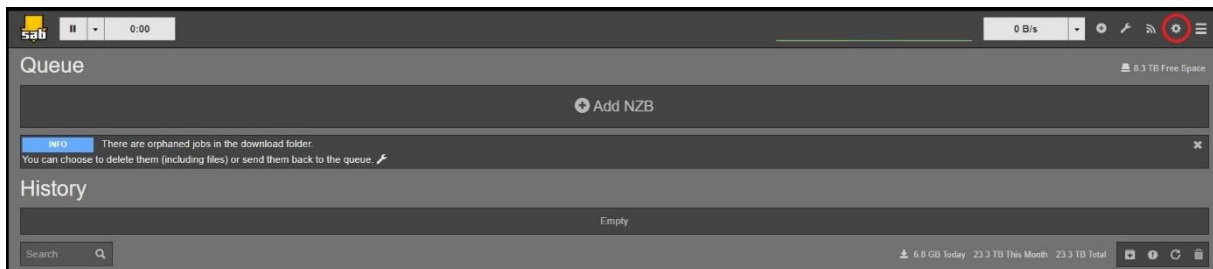 sab
0:00
0 B/s
Queue
8.3 TB Free Space
Add NZB
INFO There are orphaned jobs in the download folder.
You can choose to delete them (including files) or send them back to the queue.
History
Empty
Search
6.8 GB Today 23.3 TB This Month 23.3 TB Total